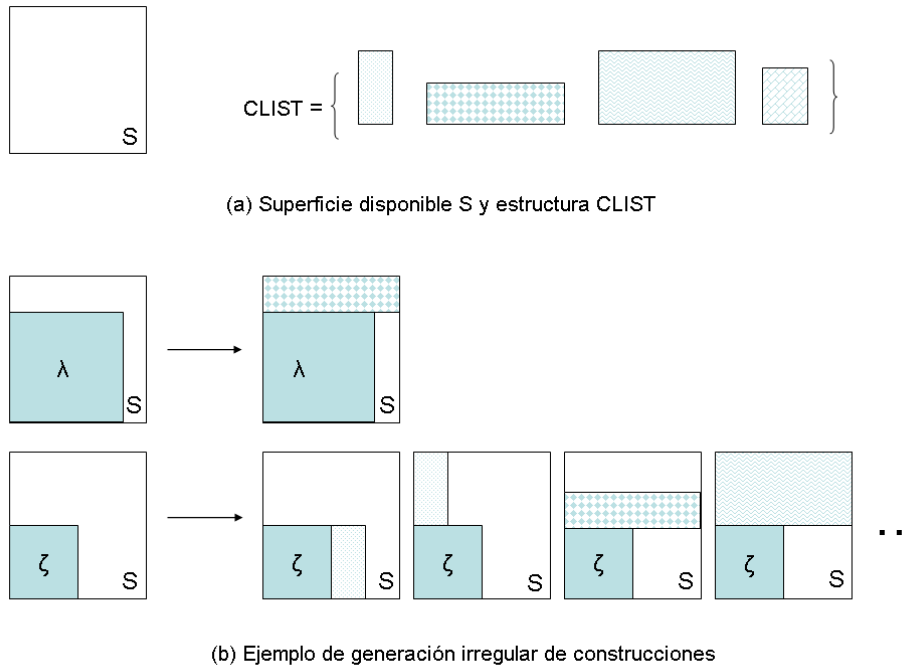 S
CLIST =
(a) Superficie disponible S y estructura CLIST
λ
S
λ
S
ζ
S
ζ
S
ζ
S
ζ
S
ζ
S
. .
(b) Ejemplo de generación irregular de construcciones